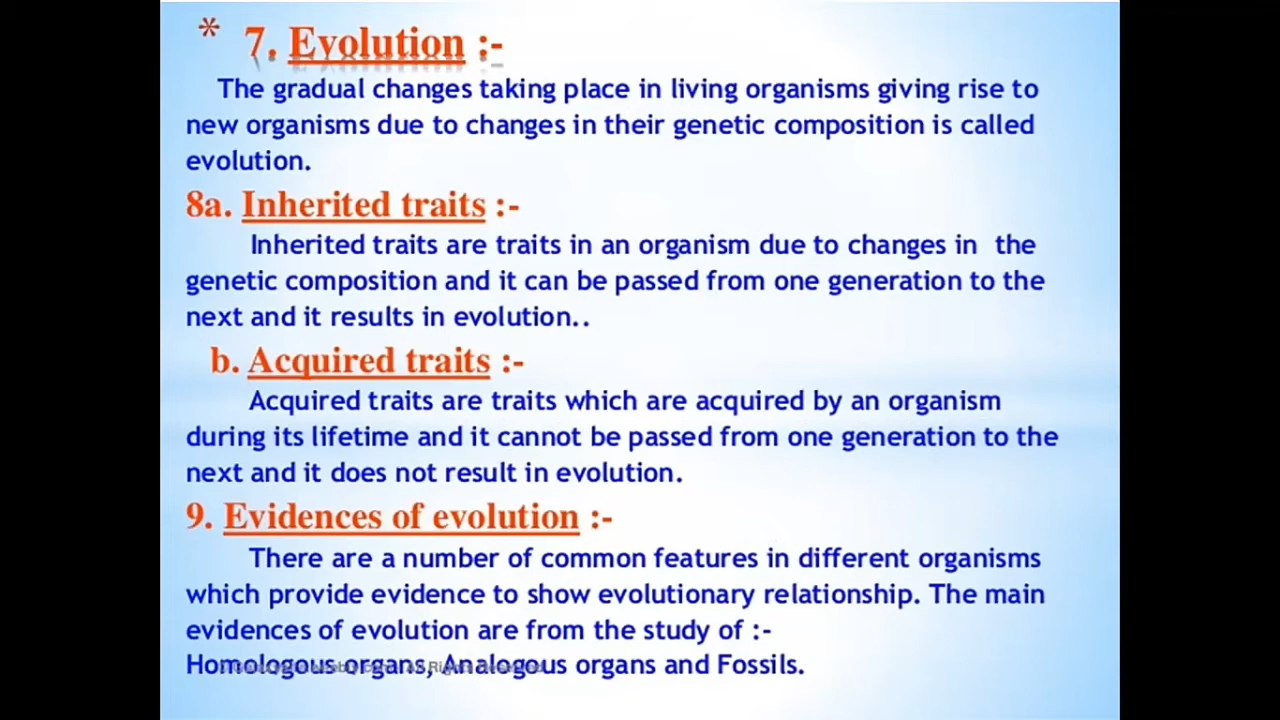 * 7. Evolution :-
The gradual changes taking place in living organisms giving rise to
new organisms due to changes in their genetic composition is called
evolution.
8a. Inherited traits :-
Inherited traits are traits in an organism due to changes in the
genetic composition and it can be passed from one generation to the
next and it results in evolution..
b. Acquired traits :-
Acquired traits are traits which are acquired by an organism
during its lifetime and it cannot be passed from one generation to the
next and it does not result in evolution.
9. Evidences of evolution :-
There are a number of common features in different organisms
which provide evidence to show evolutionary relationship. The main
evidences of evolution are from the study of :-
Homologous organs, Analogous organs and Fossils.
All Rights Reserved